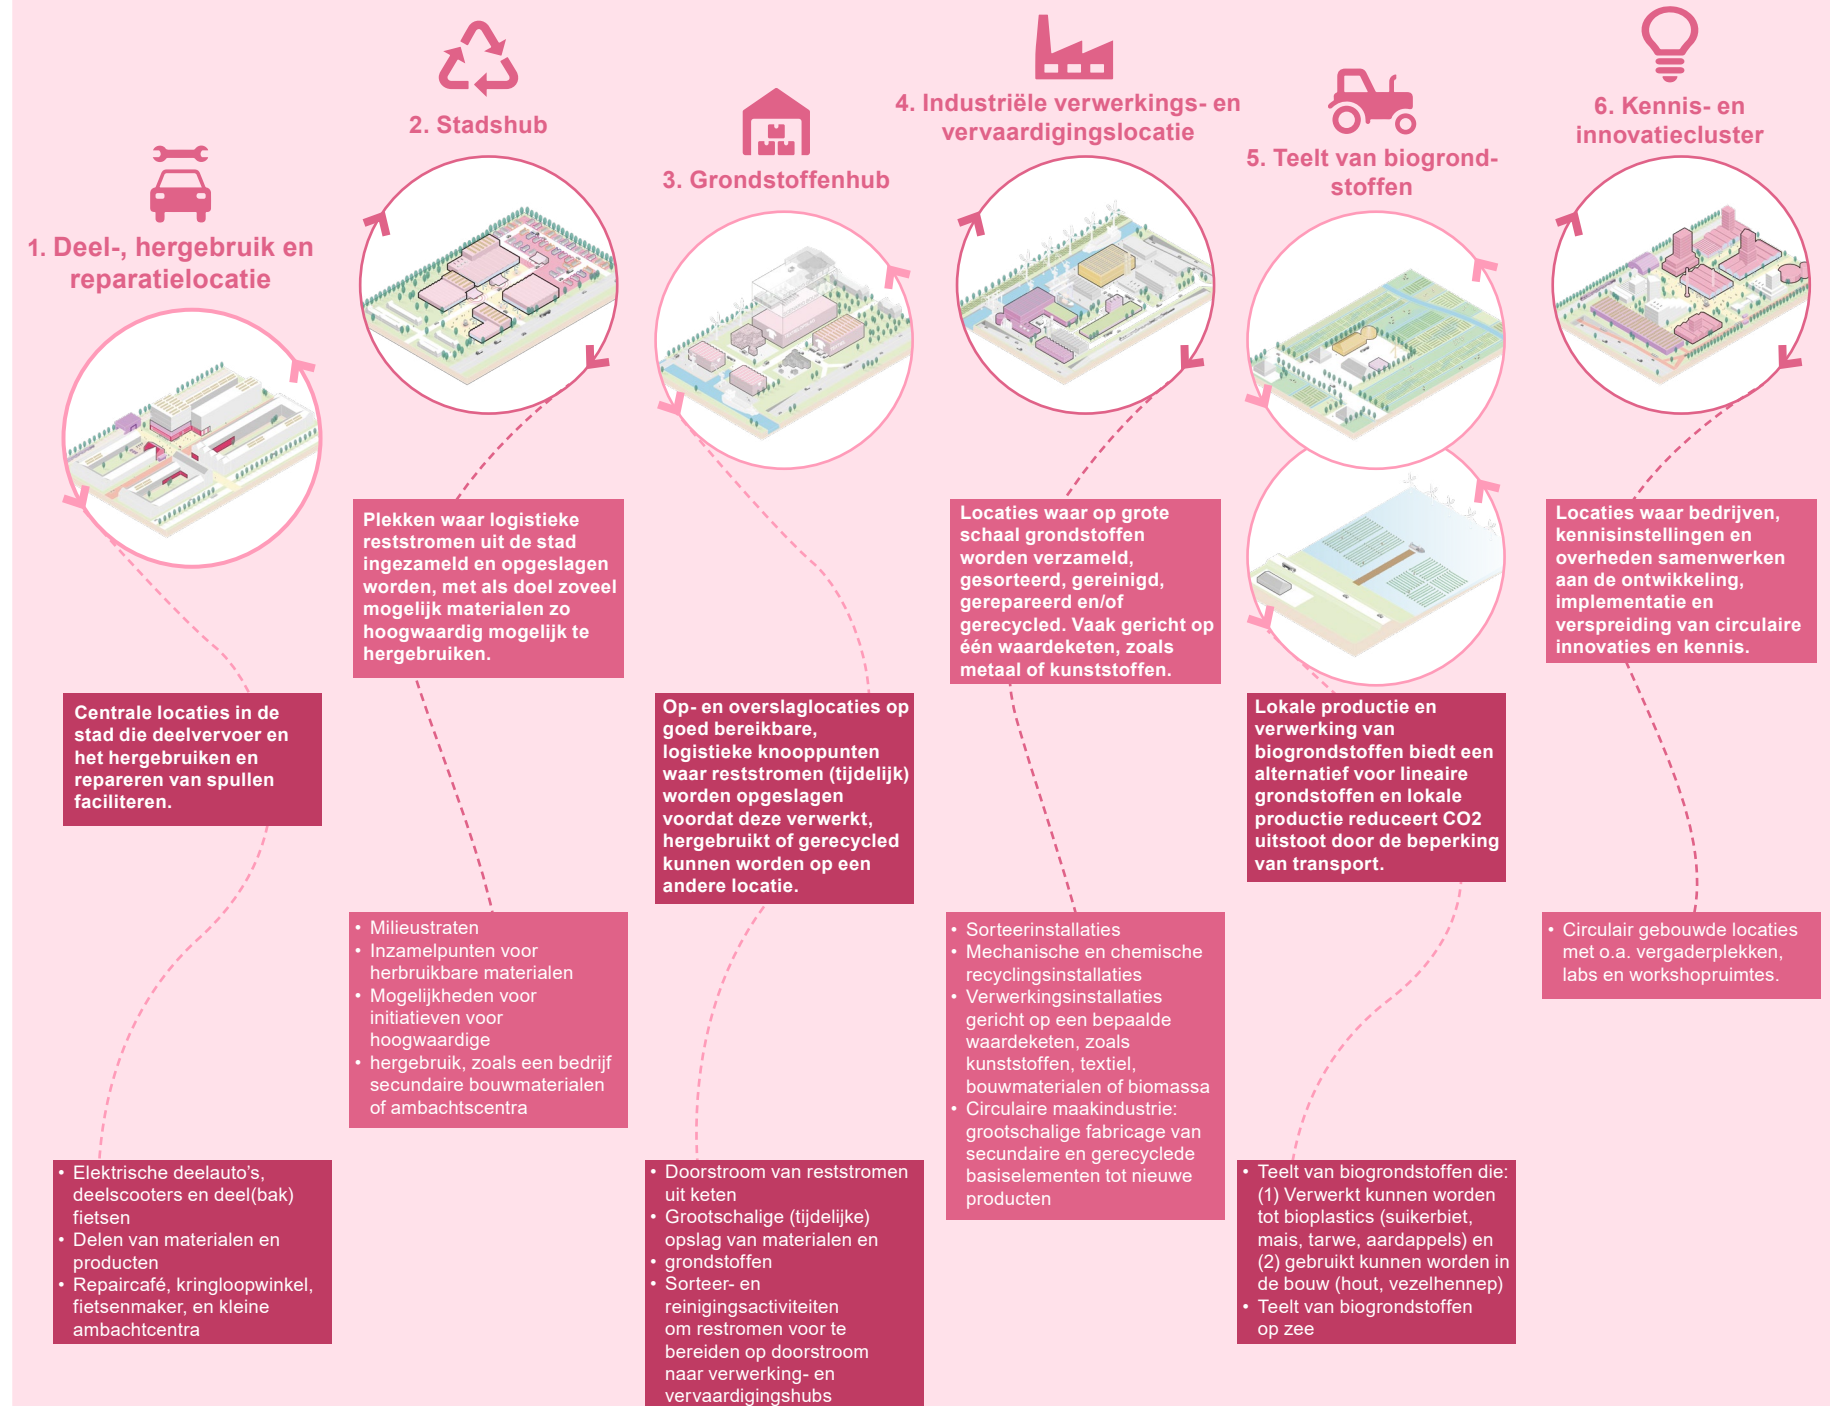 1. Deel-, hergebruik en
reparatielocatie
Centrale locaties in de
stad die deelvervoer en
het hergebruiken en
repareren van spullen
faciliteren.
• Elektrische deelauto’s,
deelscooters en deel(bak)
fietsen
• Delen van materialen en
producten
• Repaircafé, kringloopwinkel,
fietsenmaker, en kleine
ambachtcentra
2. Stadshub
Plekken waar logistieke
reststromen uit de stad
ingezameld en opgeslagen
worden, met als doel zoveel
mogelijk materialen zo
hoogwaardig mogelijk te
hergebruiken.
• Milieustraten
• Inzamelpunten voor
herbruikbare materialen
• Mogelijkheden voor
initiatieven voor
hoogwaardige
• hergebruik, zoals een bedrijf
secundaire bouwmaterialen
of ambachtscentra
3. Grondstoffenhub
Op- en overslaglocaties op
goed bereikbare,
logistieke knooppunten
waar reststromen (tijdelijk)
worden opgeslagen
voordat deze verwerkt,
hergebruikt of gerecycled
kunnen worden op een
andere locatie.
• Doorstroom van reststromen
uit keten
• Grootschalige (tijdelijke)
opslag van materialen en
• grondstoffen
• Sorteer- en
reinigingsactiviteiten
om restromen voor te
bereiden op doorstroom
naar verwerking- en
vervaardigingshubs
4. Industriële verwerkings- en
vervaardigingslocatie
Locaties waar op grote
schaal grondstoffen
worden verzameld,
gesorteerd, gereinigd,
gerepareerd en/of
gerecycled. Vaak gericht op
één waardeketen, zoals
metaal of kunststoffen.
• Sorteerinstallaties
• Mechanische en chemische
recyclingsinstallaties
• Verwerkingsinstallaties
gericht op een bepaalde
waardeketen, zoals
kunststoffen, textiel,
bouwmaterialen of biomassa
• Circulaire maakindustrie:
grootschalige fabricage van
secundaire en gerecyclede
basiselementen tot nieuwe
producten
5. Teelt van biogrond-
stoffen
Lokale productie en
verwerking van
biogrondstoffen biedt een
alternatief voor lineaire
grondstoffen en lokale
productie reduceert CO2
uitstoot door de beperking
van transport.
• Teelt van biogrondstoffen die:
(1) Verwerkt kunnen worden
tot bioplastics (suikerbiet,
mais, tarwe, aardappels) en
(2) gebruikt kunnen worden in
de bouw (hout, vezelhennep)
• Teelt van biogrondstoffen
op zee
6. Kennis- en
innovatiecluster
Locaties waar bedrijven,
kennisinstellingen en
overheden samenwerken
aan de ontwikkeling,
implementatie en
verspreiding van circulaire
innovaties en kennis.
• Circulair gebouwde locaties
met o.a. vergaderplekken,
labs en workshopruimtes.